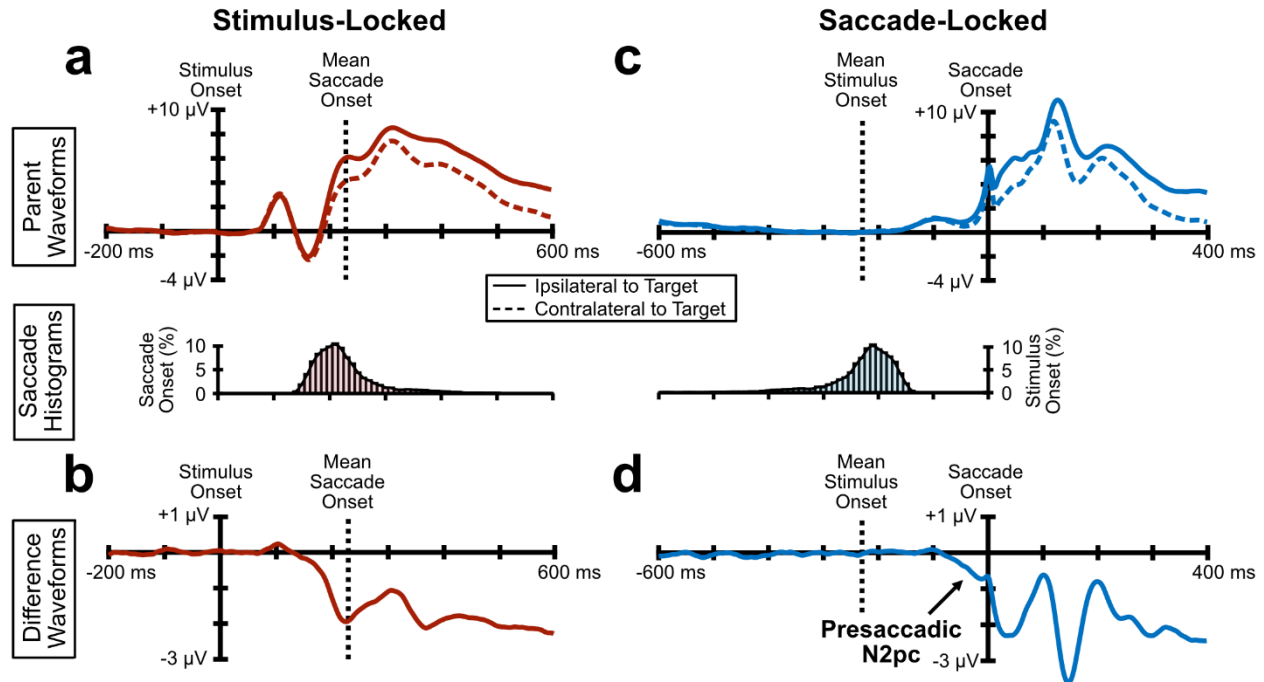 Stimulus-Locked
Saccade-Locked
a
Stimulus
Onset
Mean
Saccade
Onset
+10 µV
-4 µV
-200 ms
600 ms
Parent
Waveforms
c
Mean
Stimulus
Onset
Saccade
Onset
+10 µV
-4 µV
-600 ms
400 ms
Ipsilateral to Target
Contralateral to Target
Saccade
Histograms
Saccade
Onset (%)
10
5
0
10
5
0
Stimulus
Onset (%)
b
Stimulus
Onset
Mean
Saccade
Onset
+1 µV
-3 µV
-200 ms
600 ms
Difference
Waveforms
d
Mean
Stimulus
Onset
Saccade
Onset
+1 µV
-600 ms
400 ms
Presaccadic
N2pc
-3 µV